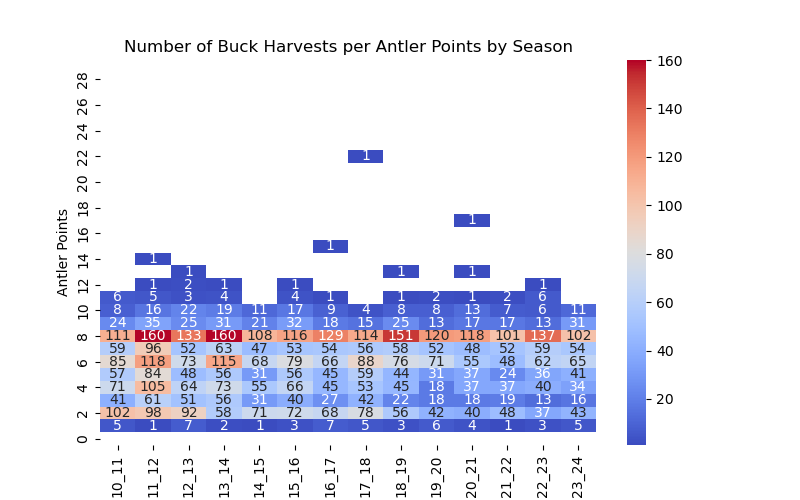 Number of Buck Harvests per Antler Points by Season
Antler Points
28
26
24
22
20
18
16
14
12
10
8
6
4
2
0
1
1
1
1
1 1 1
1 2 1 1 1
6 5 3 4 4 1 1 2 1 2 6
8 16 22 19 11 17 9 4 8 8 13 7 6 11
24 35 25 31 21 32 18 15 25 13 17 17 13 31
111 160 133 160 108 116 129 114 151 120 118 101 137 102
59 96 52 63 47 53 54 56 58 52 48 52 59 54
85 118 73 115 68 79 66 88 76 71 55 48 62 65
57 84 48 56 31 56 45 59 44 31 37 24 36 41
71 105 64 73 55 66 45 53 45 18 37 37 40 34
41 61 51 56 31 40 27 42 22 18 18 19 13 16
102 98 92 58 71 72 68 78 56 42 40 48 37 43
5 1 7 2 1 3 7 5 3 6 4 1 3 5
10_11 11_12 12_13 13_14 14_15 15_16 16_17 17_18 18_19 19_20 20_21 21_22 22_23 23_24
160
140
120
100
80
60
40
20